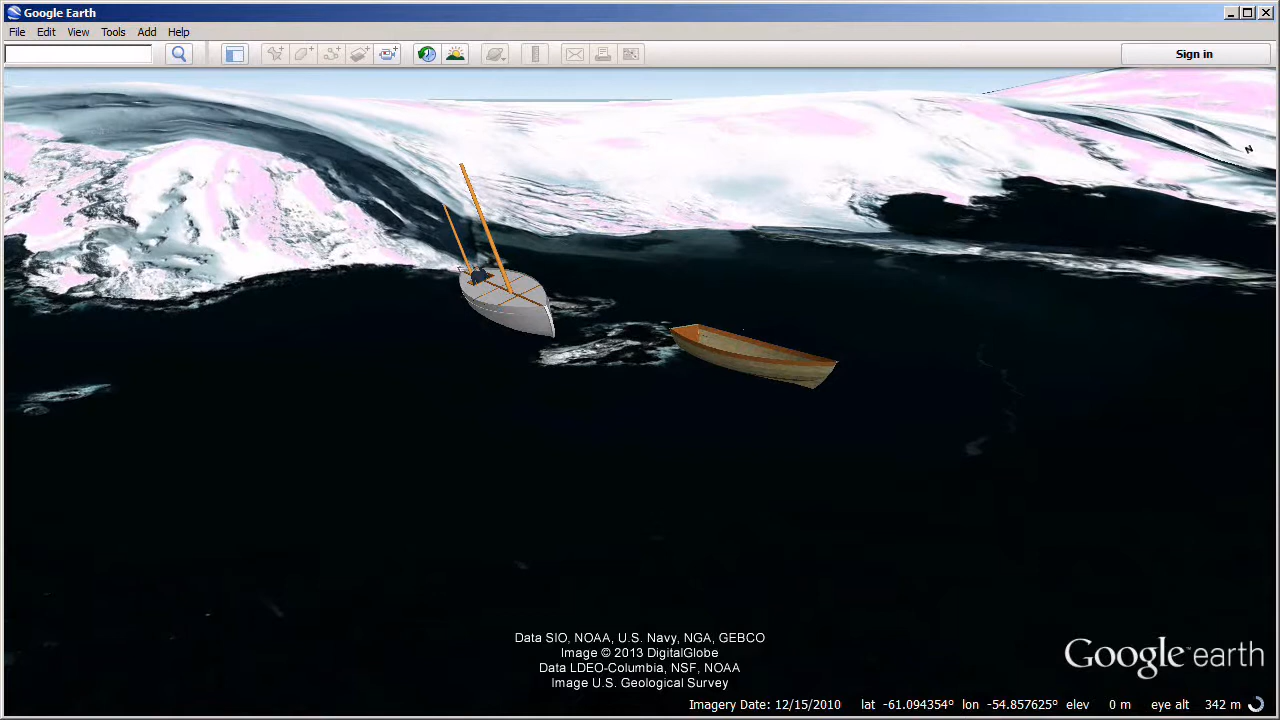 Google Earth
File Edit View Tools Add Help
Sign in
N
Data SIO, NOAA, U.S. Navy, NGA, GEBCO
Image © 2013 DigitalGlobe
Data LDEO-Columbia, NSF, NOAA
Image U.S. Geological Survey
Google™ earth
Imagery Date: 12/15/2010 lat -61.094354° lon -54.857625° elev 0 m eye alt 342 m